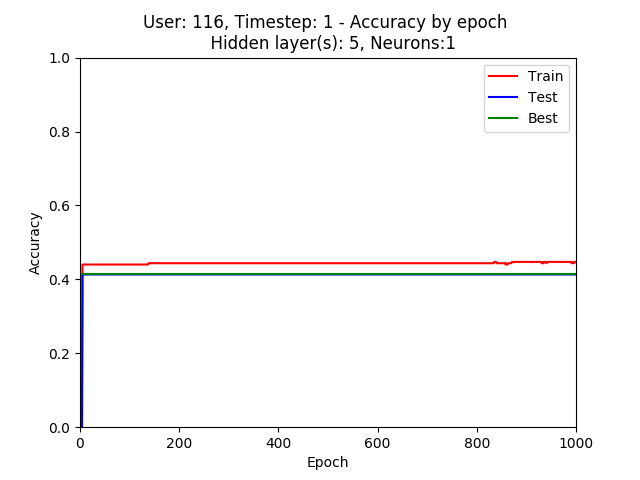 User: 116, Timestep: 1 - Accuracy by epoch
Hidden layer(s): 5, Neurons:1
1.0
Train
Test
Best
0.8
0.6
Accuracy
0.4
0.2
0.0
0 200 400 600 800 1000
Epoch